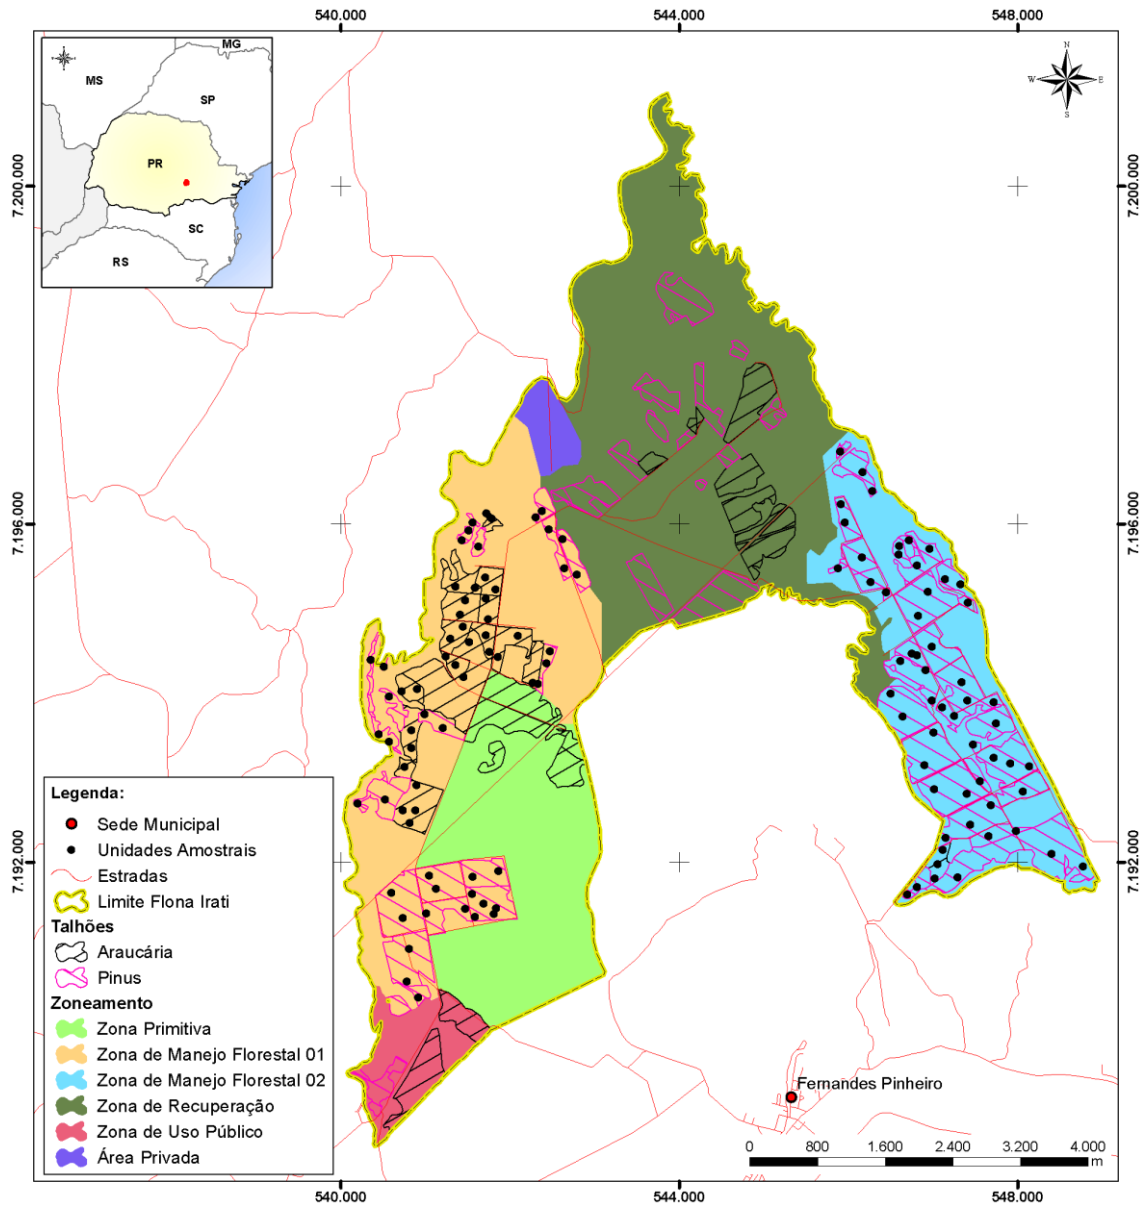 540.000
544.000
548.000
MG
MS
SP
PR
SC
RS
N
W
E
S
7.200.000
7.200.000
7.196.000
7.196.000
7.192.000
7.192.000
Legenda:
Sede Municipal
Unidades Amostrais
Estradas
Limite Flona Irati
Talhões
Araucária
Pinus
Zoneamento
Zona Primitiva
Zona de Manejo Florestal 01
Zona de Manejo Florestal 02
Zona de Recuperação
Zona de Uso Público
Área Privada
Fernandes Pinheiro
0 800 1.600 2.400 3.200 4.000
m
540.000
544.000
548.000